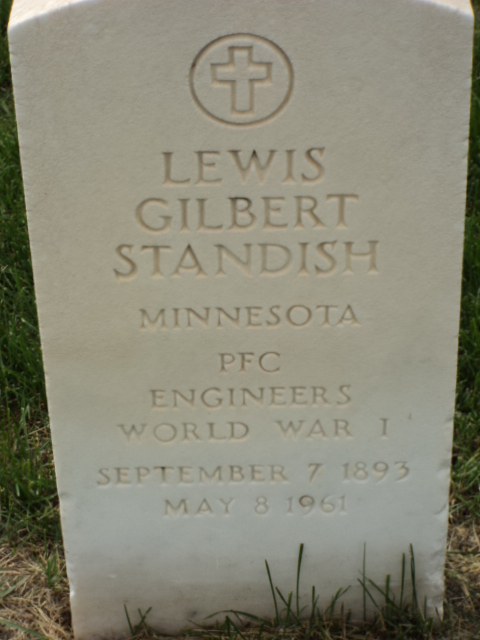 LEWIS
GILBERT
STANDISH
MINNESOTA
PFC
ENGINEERS
WORLD WAR I
SEPTEMBER 7 1893
MAY 8 1961